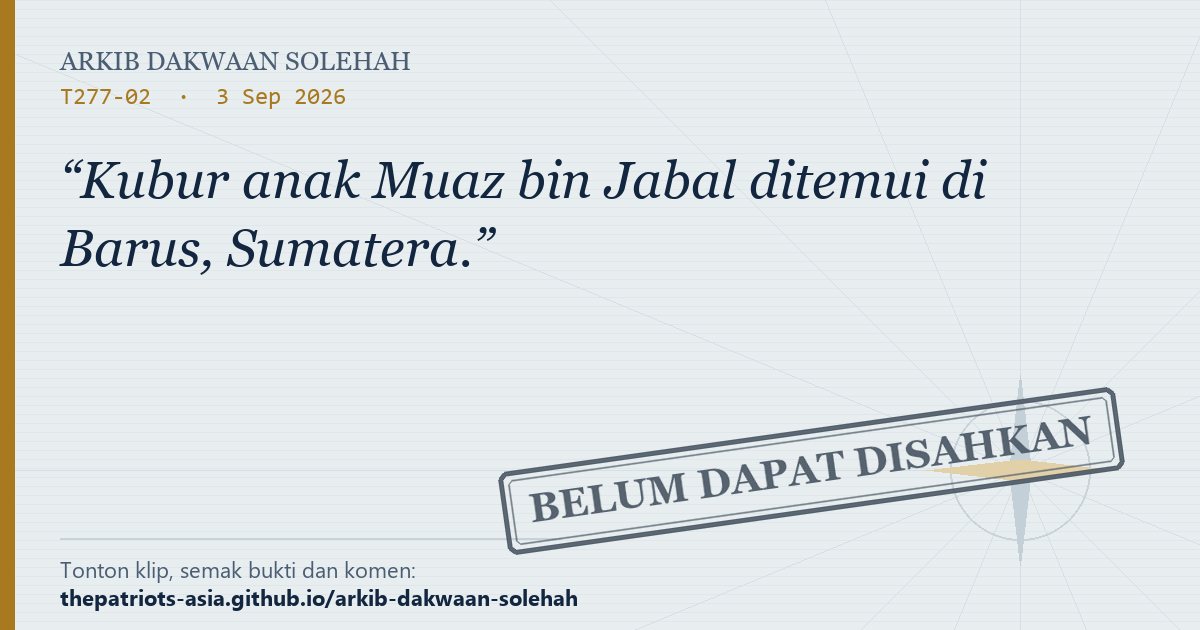 ARKIB DAKWAAN SOLEHAH
T277-02 · 3 Sep 2026
“Kubur anak Muaz bin Jabal ditemui di
Barus, Sumatera.”
BELUM DAPAT DISAHKAN
Tonton klip, semak bukti dan komen:
thepatriots-asia.github.io/arkib-dakwaan-solehah